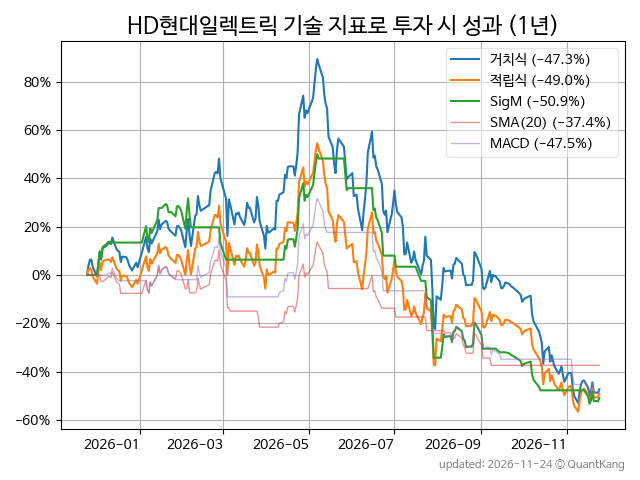 HD현대일렉트릭 기술 지표로 투자 시 성과 (1년)
거치식 (−47.3%)
적립식 (−49.0%)
SigM (−50.9%)
SMA(20) (−37.4%)
MACD (−47.5%)
80%
60%
40%
20%
0%
−20%
−40%
−60%
2026-01
2026-03
2026-05
2026-07
2026-09
2026-11
updated: 2026-11-24 © QuantKang